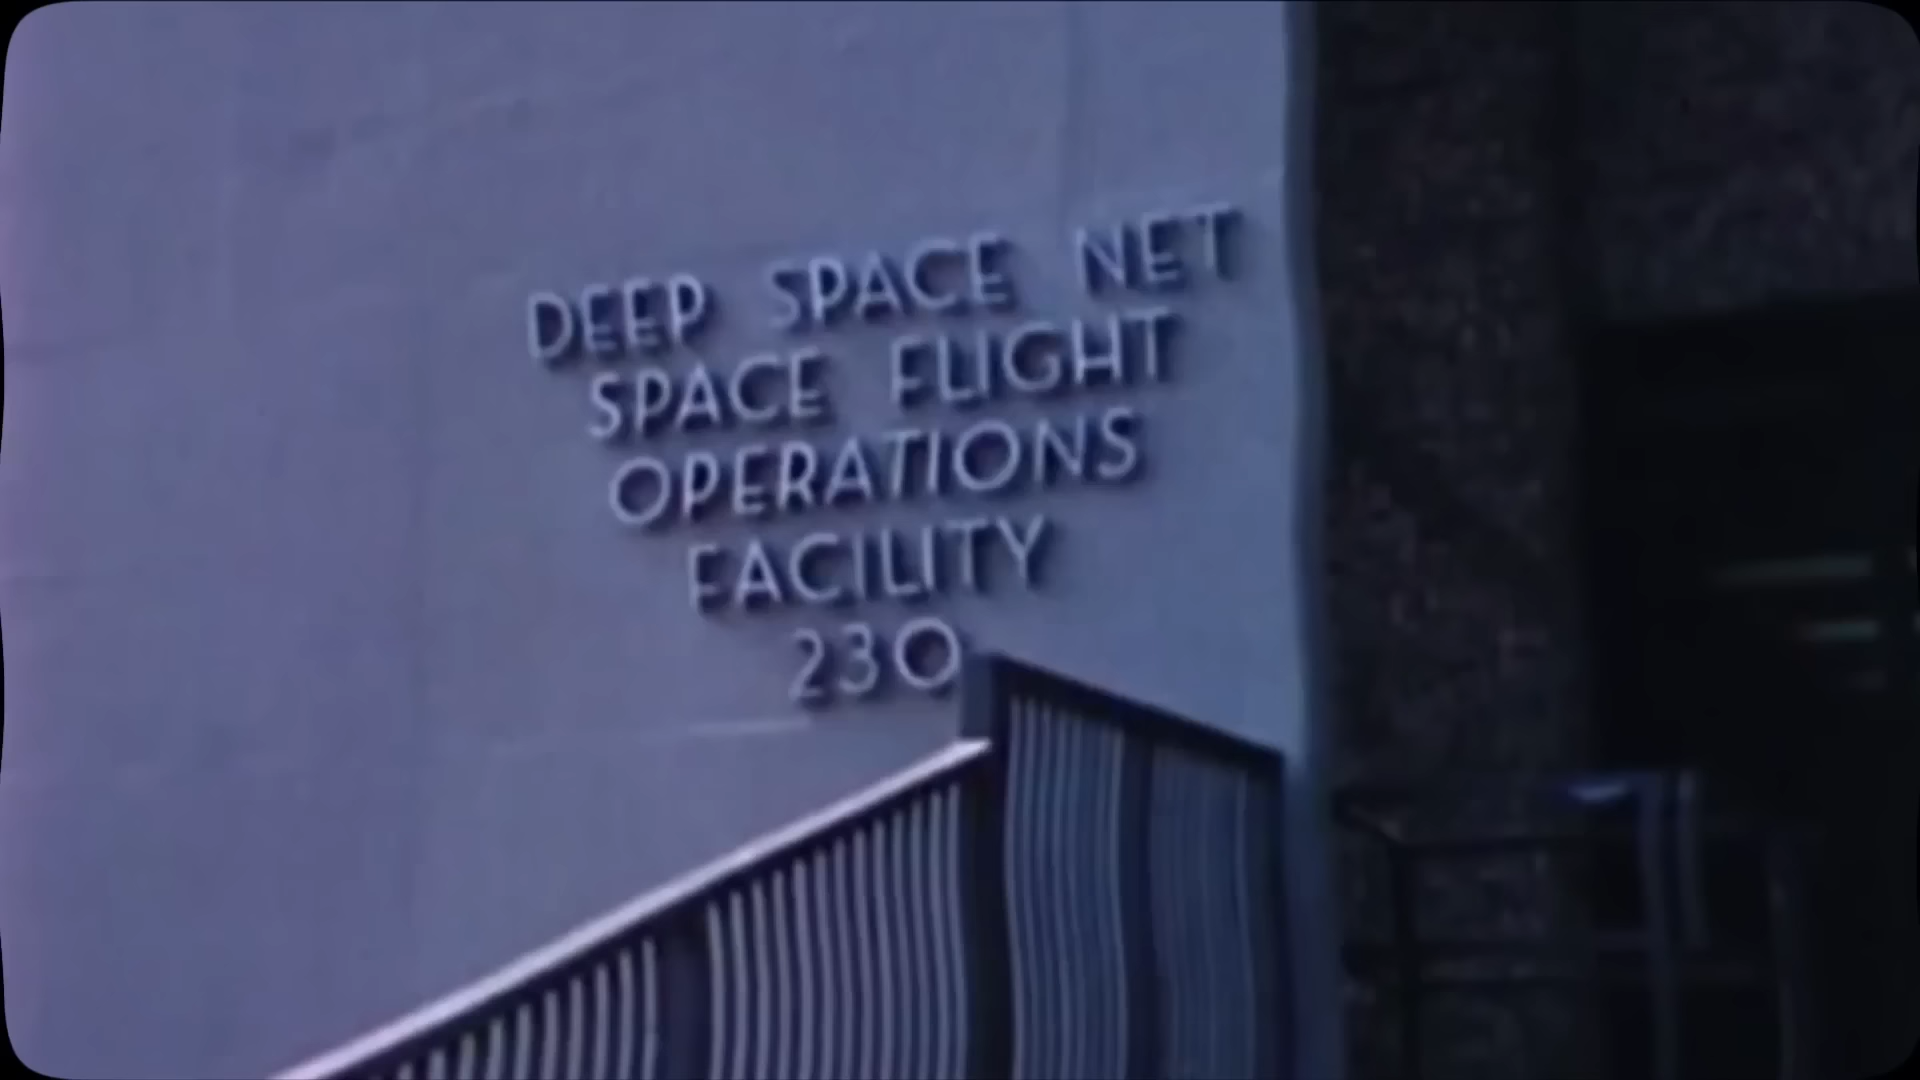 DEEP SPACE NET
SPACE FLIGHT
OPERATIONS
FACILITY
230